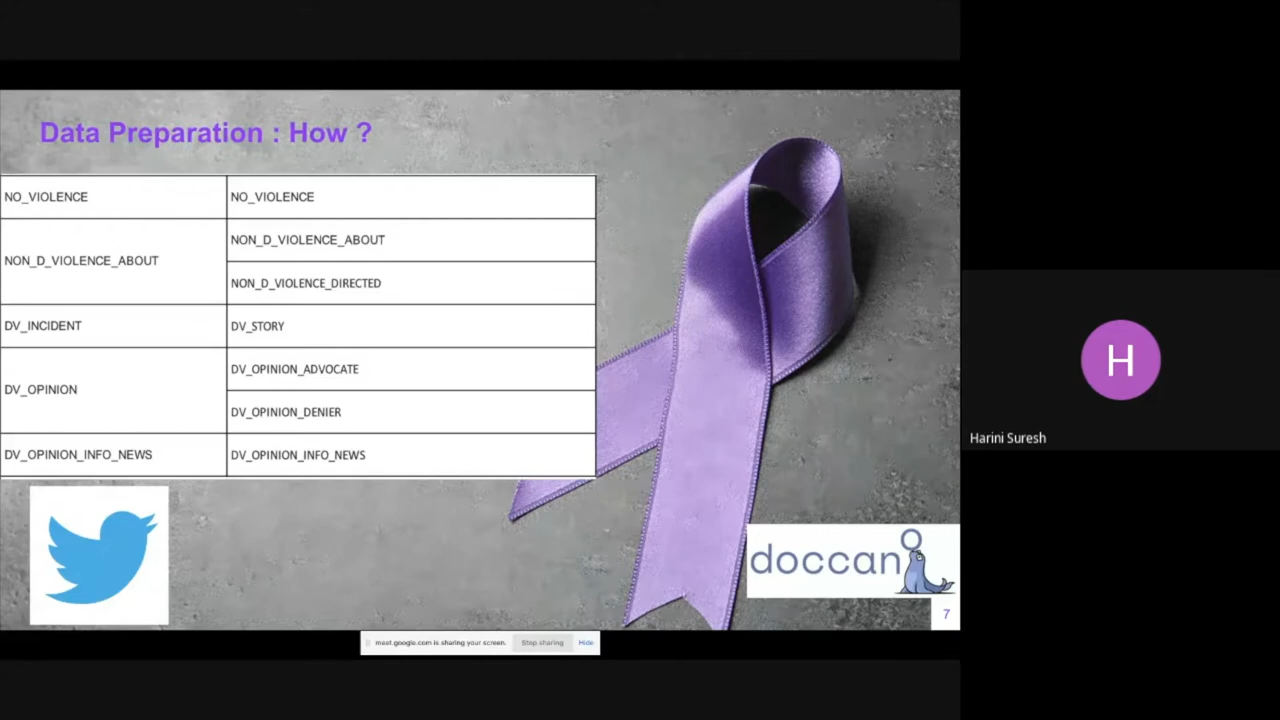 Data Preparation : How ?
NO_VIOLENCE NO_VIOLENCE
NON_D_VIOLENCE_ABOUT NON_D_VIOLENCE_ABOUT
NON_D_VIOLENCE_DIRECTED
DV_INCIDENT DV_STORY
DV_OPINION DV_OPINION_ADVOCATE
DV_OPINION_DENIER
DV_OPINION_INFO_NEWS DV_OPINION_INFO_NEWS
doccano
7
meet.google.com is sharing your screen. Stop sharing Hide
H
Harini Suresh